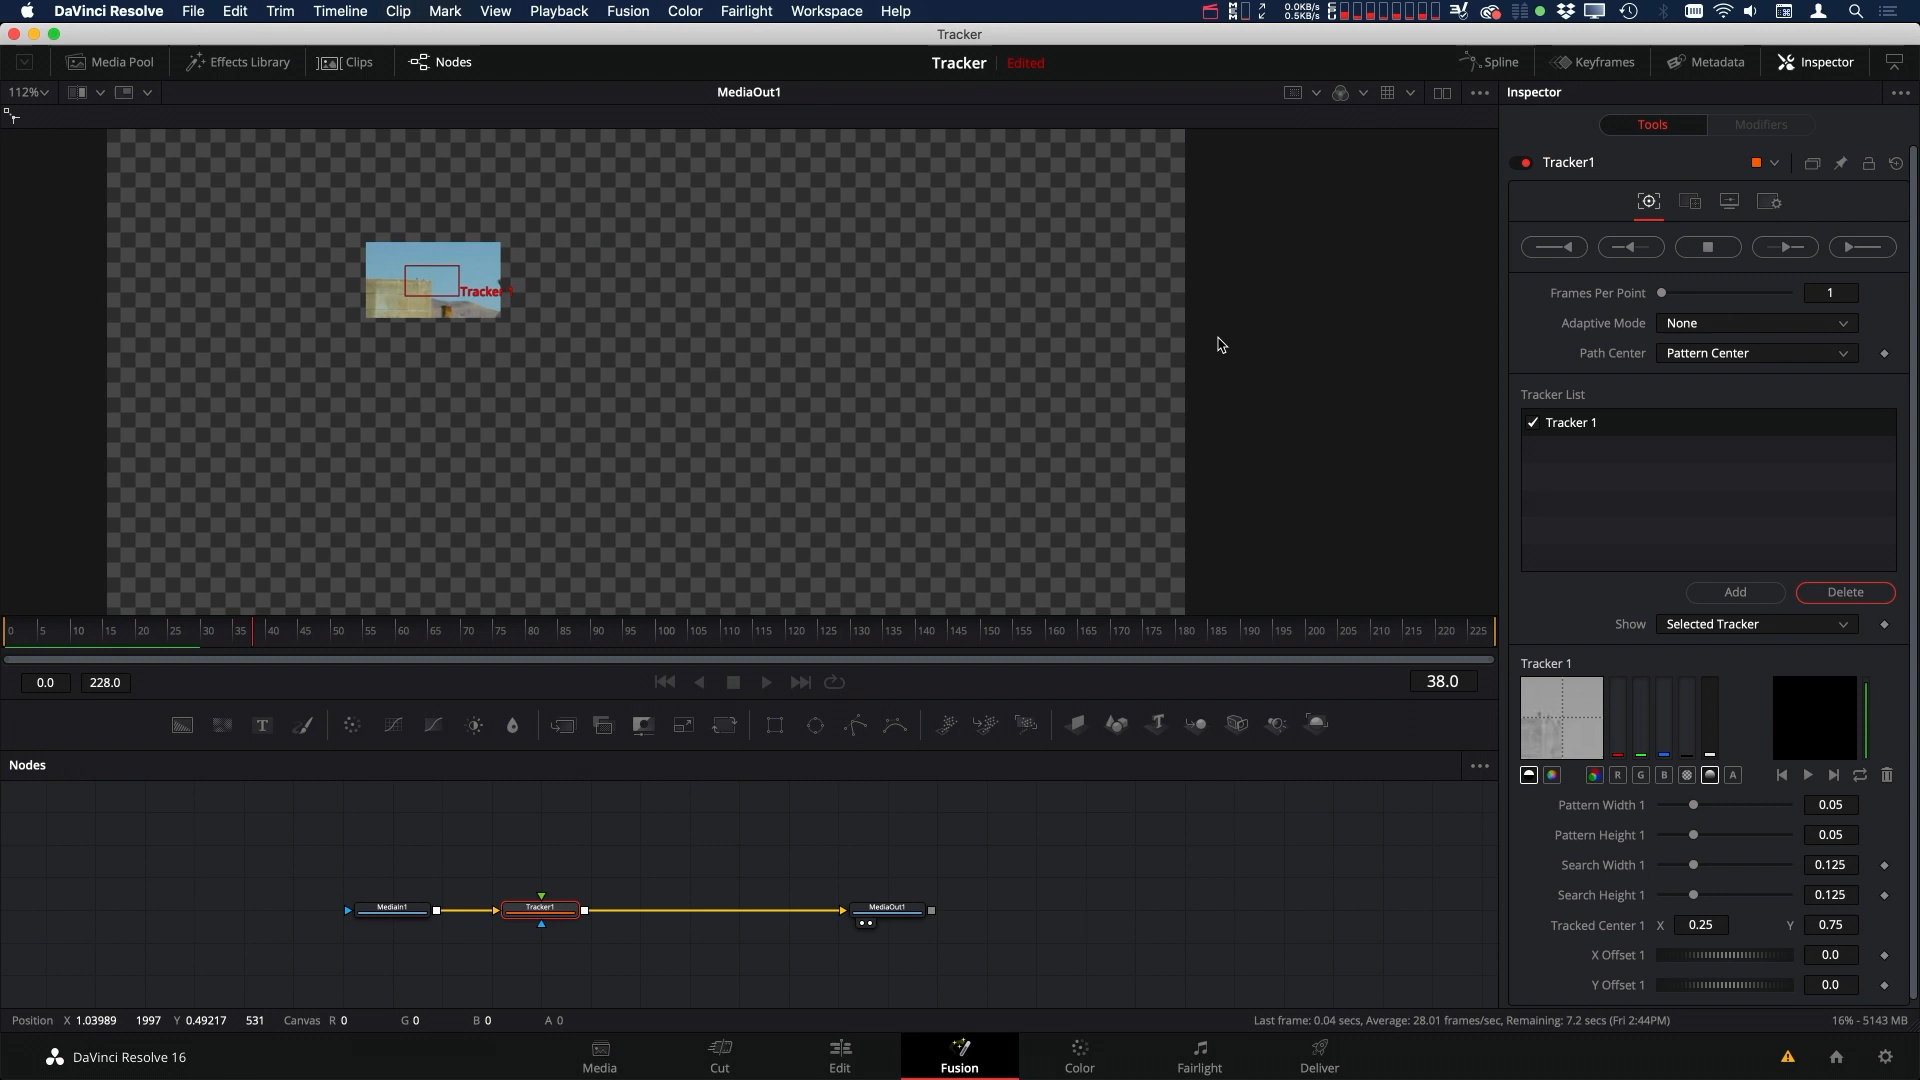 DaVinci Resolve File Edit Trim Timeline Clip Mark View Playback Fusion Color Fairlight Workspace Help 0.0KB/s 0.5KB/s
Tracker
Media Pool Effects Library Clips Nodes Tracker Edited Spline Keyframes Metadata Inspector
112% MediaOut1 Inspector
Tools Modifiers
Tracker1
Frames Per Point 1
Adaptive Mode None
Path Center Pattern Center
Tracker List
Tracker 1
Tracker 1
Add Delete
Show Selected Tracker
0 5 10 15 20 25 30 35 40 45 50 55 60 65 70 75 80 85 90 95 100 105 110 115 120 125 130 135 140 145 150 155 160 165 170 175 180 185 190 195 200 205 210 215 220 225
0.0 228.0 38.0
T T
Nodes
Tracker 1
R G B A
Pattern Width 1 0.05
Pattern Height 1 0.05
Search Width 1 0.125
Search Height 1 0.125
Tracked Center 1 X 0.25 Y 0.75
X Offset 1 0.0
Y Offset 1 0.0
MediaIn1 Tracker1 MediaOut1
Position X 1.03989 1997 Y 0.49217 531 Canvas R 0 G 0 B 0 A 0
Last frame: 0.04 secs, Average: 28.01 frames/sec, Remaining: 7.2 secs (Fri 2:44PM) 16% - 5143 MB
DaVinci Resolve 16 Media Cut Edit Fusion Color Fairlight Deliver